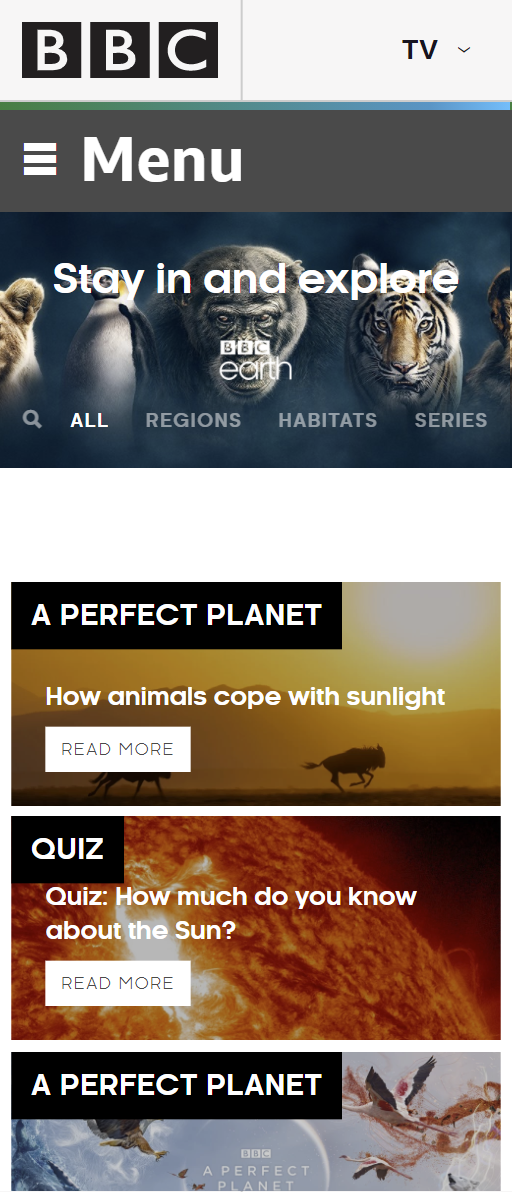 BBC
TV
Menu
Stay in and explore
BBC
earth
ALL REGIONS HABITATS SERIES
A PERFECT PLANET
How animals cope with sunlight
READ MORE
QUIZ
Quiz: How much do you know
about the Sun?
READ MORE
A PERFECT PLANET
BBC
A PERFECT
PLANET